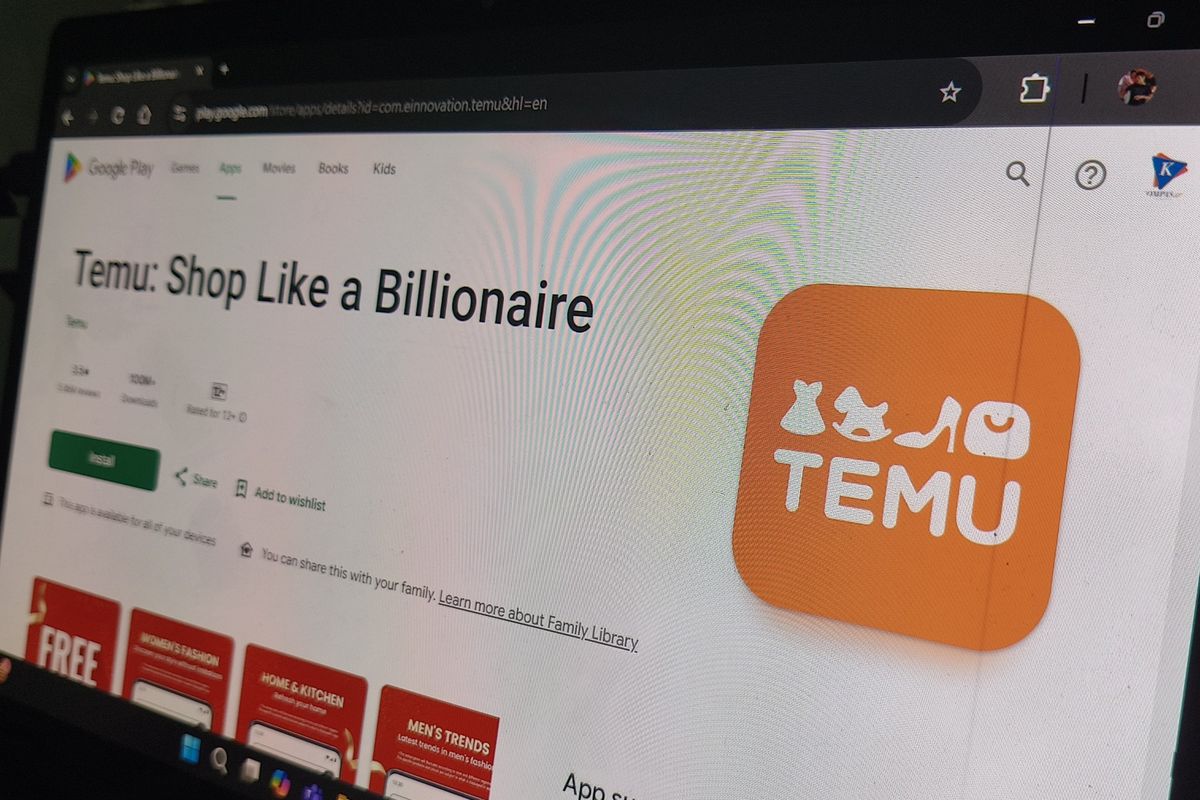 Temu: Shop Like a Billionaire
play.google.com/store/apps/details?id=com.einnovation.temu&hl=en
Google Play Games Apps Movies Books Kids
K
Temu: Shop Like a Billionaire
Temu
100M+
Downloads
12+
Rated for 12+
TEMU
Install
Share
Add to wishlist
This app is available for all of your devices
You can share this with your family. Learn more about Family Library
FREE
WOMEN'S FASHION
HOME & KITCHEN
Refresh your home
MEN'S TRENDS
Latest trends in men's fashio
App su